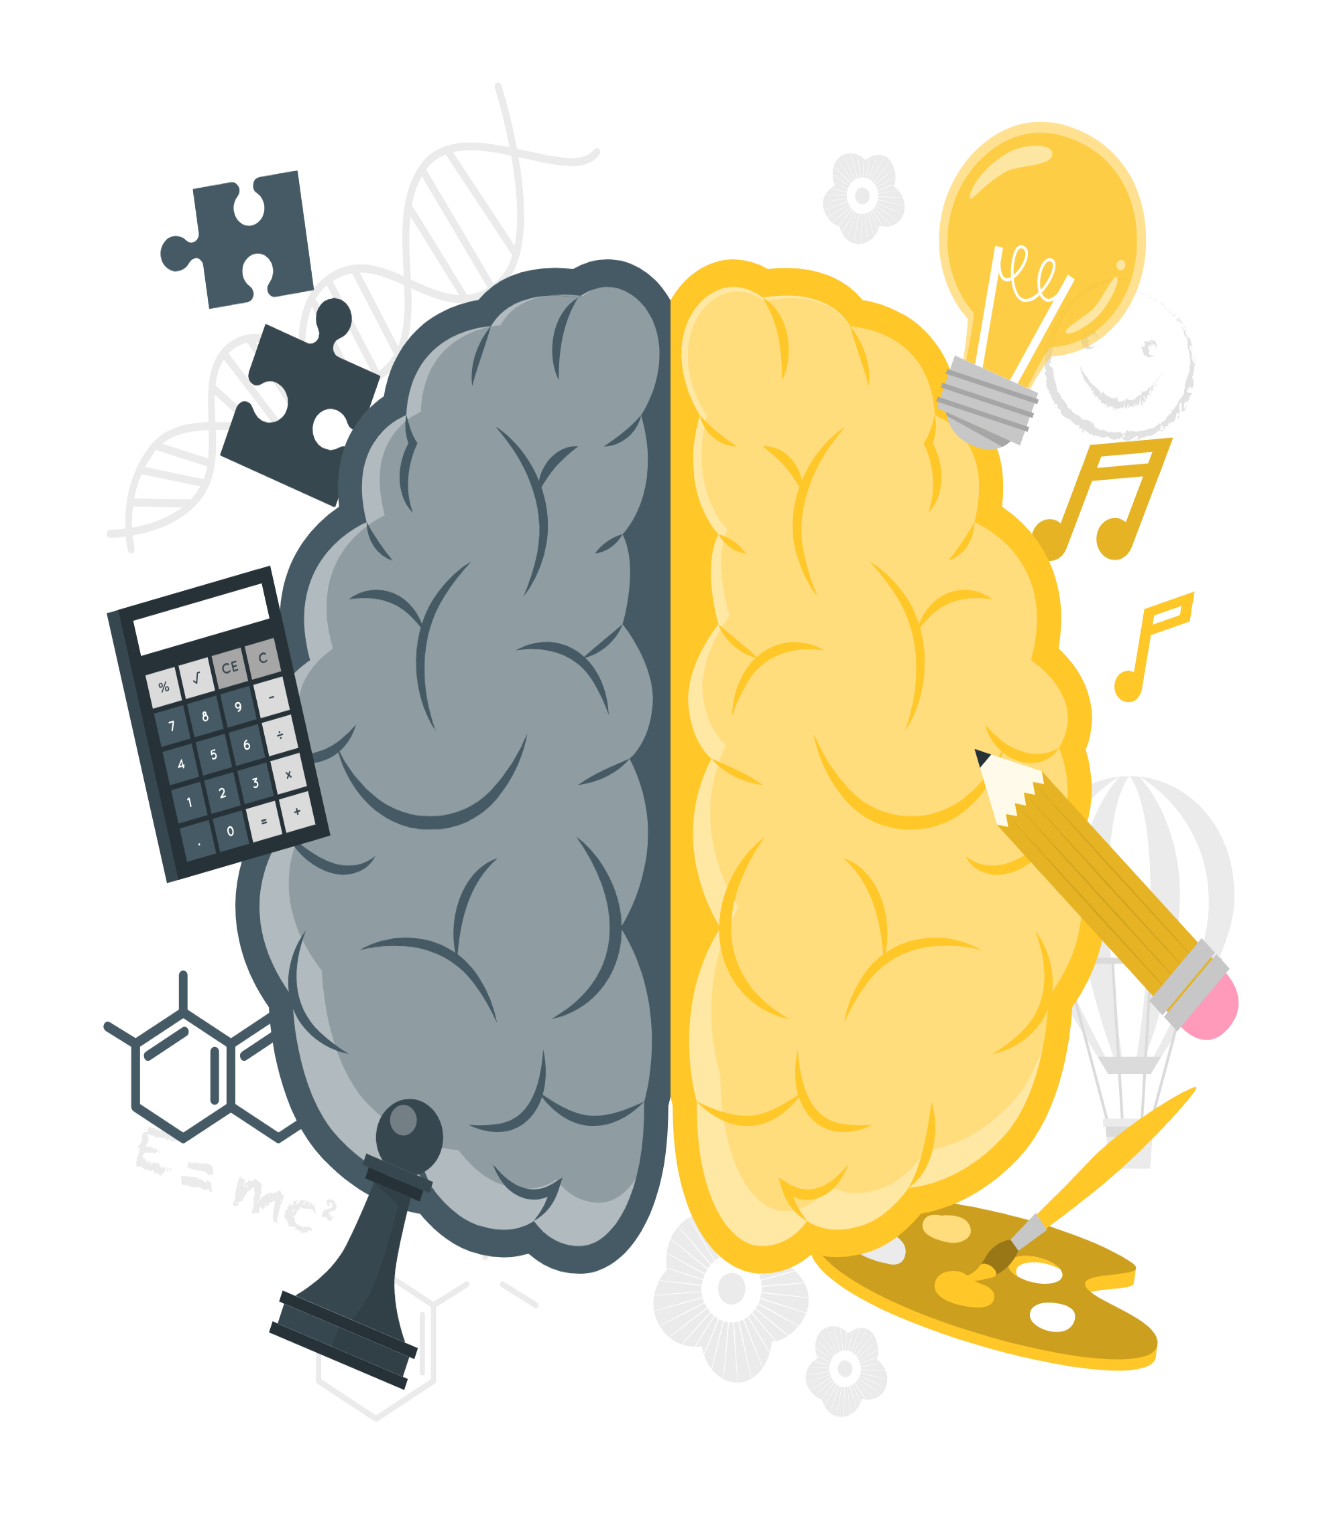 % √ CE C
7 8 9 -
4 5 6 ÷
1 2 3 x
. 0 = +
E = mc²